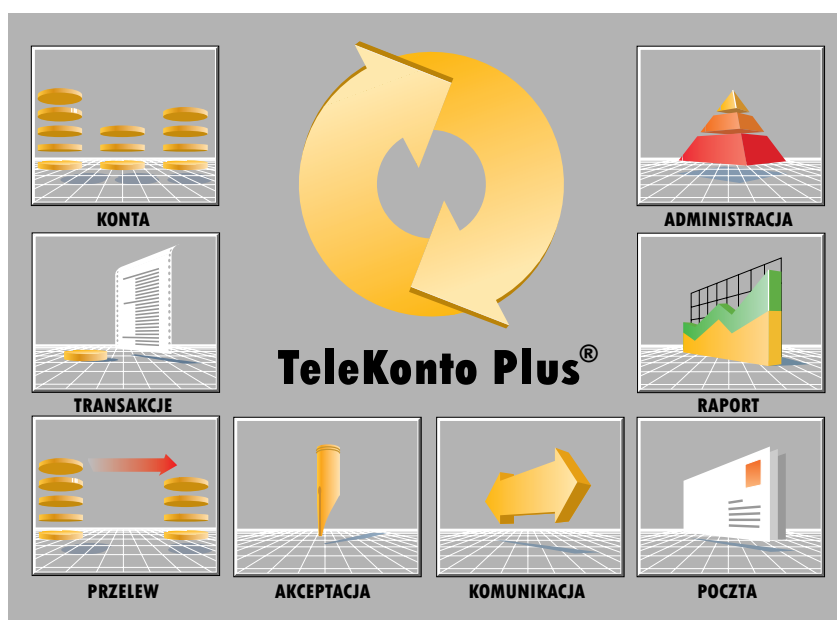 KONTA
ADMINISTRACJA
TeleKonto Plus®
TRANSAKCJE
RAPORT
PRZELEW
AKCEPTACJA
KOMUNIKACJA
POCZTA